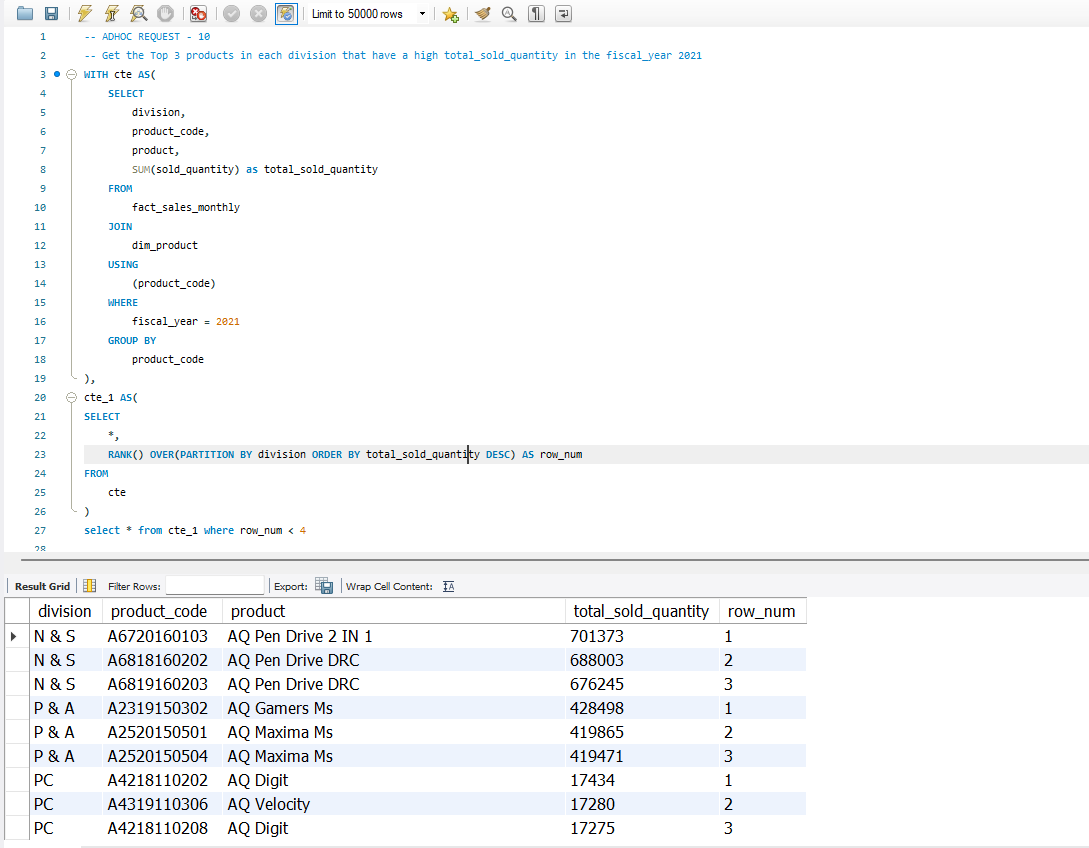 Limit to 50000 rows
1 -- ADHOC REQUEST - 10
2 -- Get the Top 3 products in each division that have a high total_sold_quantity in the fiscal_year 2021
3 WITH cte AS(
4 SELECT
5 division,
6 product_code,
7 product,
8 SUM(sold_quantity) as total_sold_quantity
9 FROM
10 fact_sales_monthly
11 JOIN
12 dim_product
13 USING
14 (product_code)
15 WHERE
16 fiscal_year = 2021
17 GROUP BY
18 product_code
19 ),
20 cte_1 AS(
21 SELECT
22 *,
23 RANK() OVER(PARTITION BY division ORDER BY total_sold_quantity DESC) AS row_num
24 FROM
25 cte
26 )
27 select * from cte_1 where row_num < 4
28
Result Grid Filter Rows: Export: Wrap Cell Content: IA
division product_code product total_sold_quantity row_num
N & S A6720160103 AQ Pen Drive 2 IN 1 701373 1
N & S A6818160202 AQ Pen Drive DRC 688003 2
N & S A6819160203 AQ Pen Drive DRC 676245 3
P & A A2319150302 AQ Gamers Ms 428498 1
P & A A2520150501 AQ Maxima Ms 419865 2
P & A A2520150504 AQ Maxima Ms 419471 3
PC A4218110202 AQ Digit 17434 1
PC A4319110306 AQ Velocity 17280 2
PC A4218110208 AQ Digit 17275 3